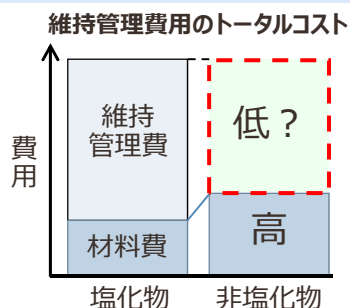 維持管理費用のトータルコスト
費用
維持
管理費
低？
材料費
高
塩化物
非塩化物